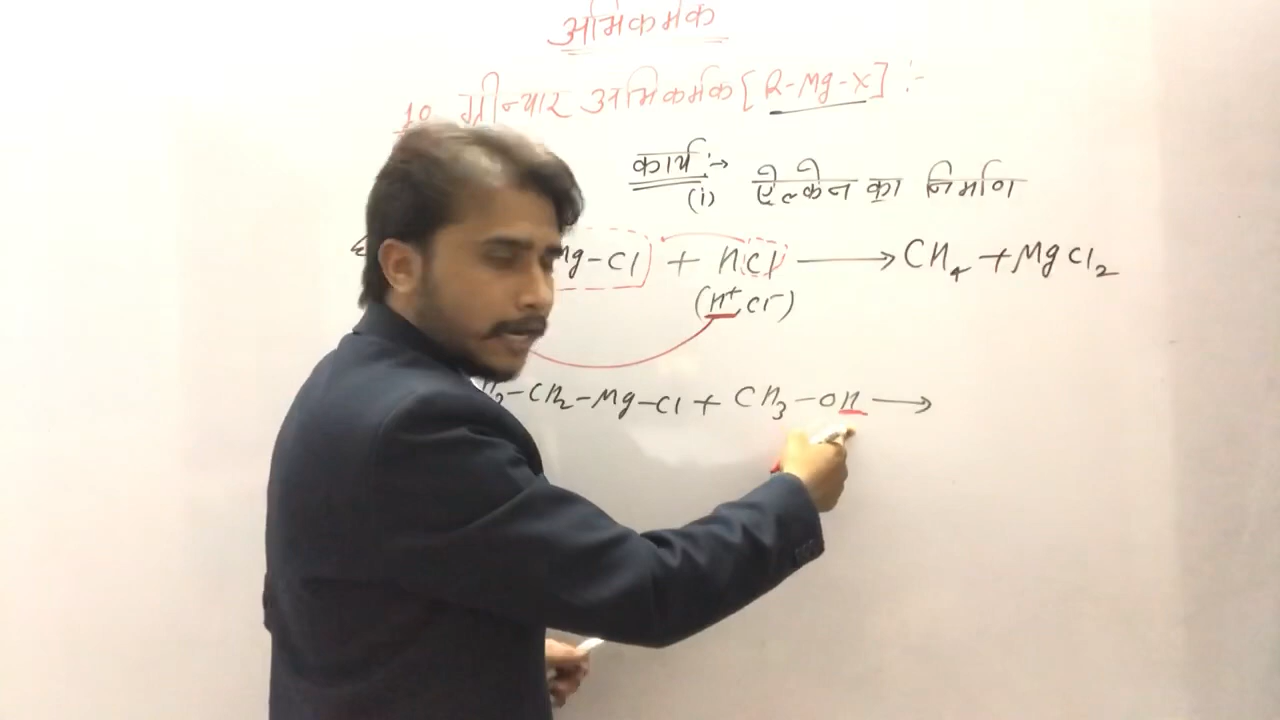 अभिकर्मक
10 ग्रीन्यार अभिकर्मक [R-Mg-X] :-
कार्य :→
(i) ऐल्केन का निर्माण
Mg-Cl + HCl ⟶ CH₄ + MgCl₂
(H⁺ Cl⁻)
-CH₂-Mg-Cl + CH₃-OH ⟶